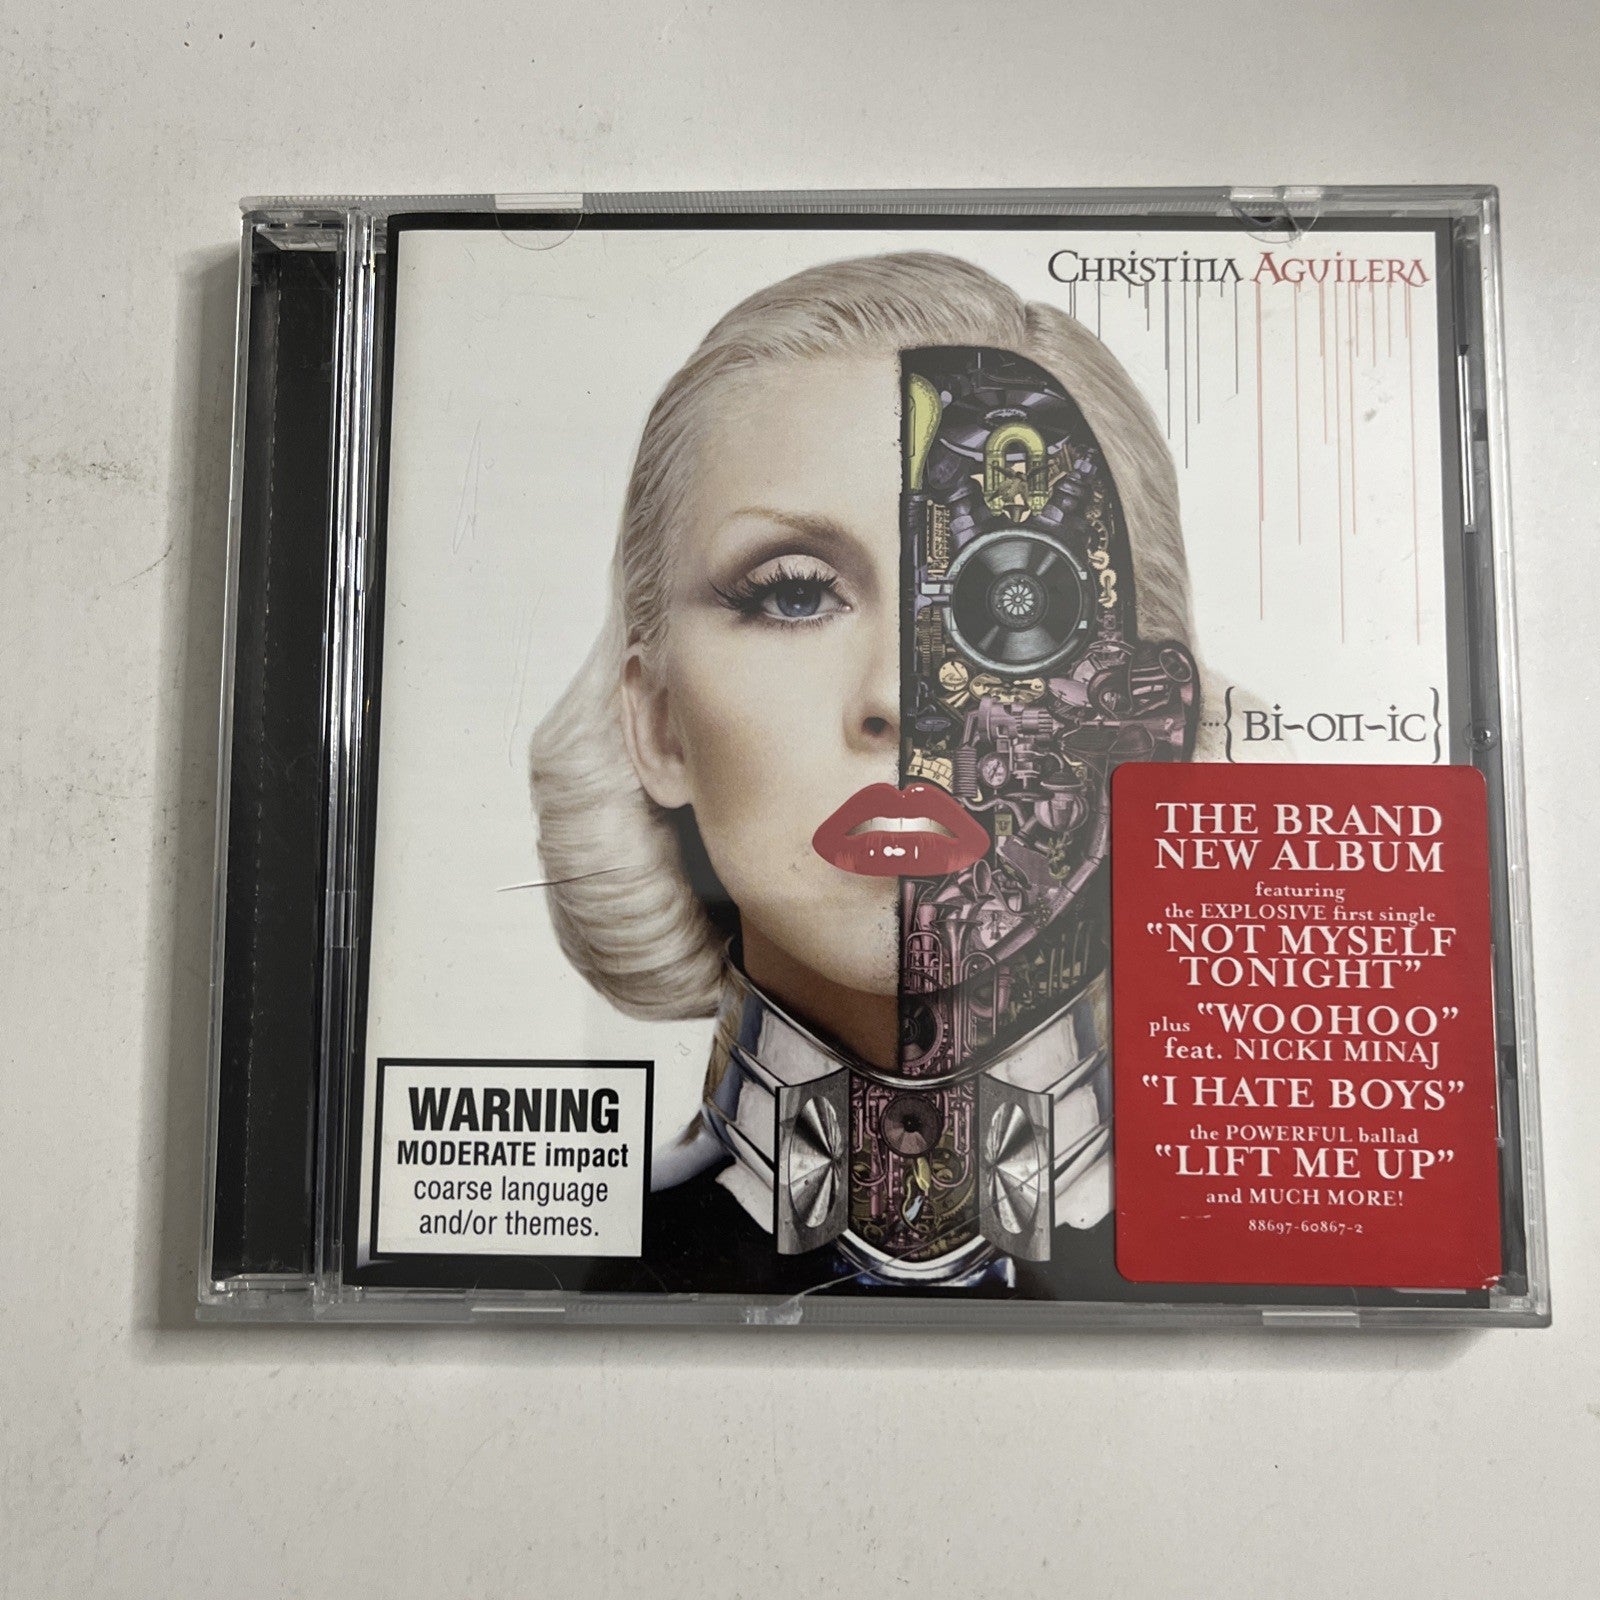 CHRISTINA AGUILERA
{BI~ON~IC}
THE BRAND
NEW ALBUM
featuring
the EXPLOSIVE first single
“NOT MYSELF
TONIGHT”
plus “WOOHOO”
feat. NICKI MINAJ
“I HATE BOYS”
the POWERFUL ballad
“LIFT ME UP”
and MUCH MORE!
88697-60867-2
WARNING
MODERATE impact
coarse language
and/or themes.